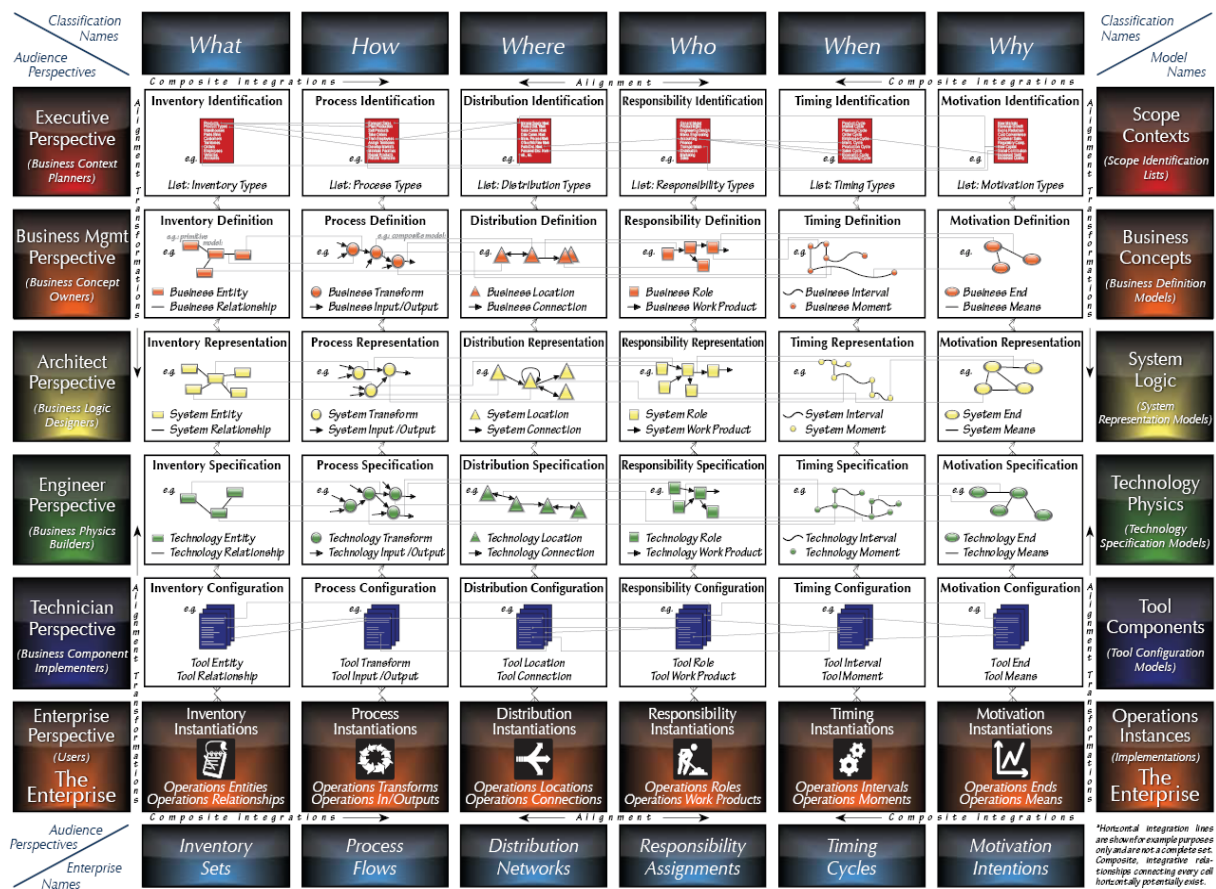 Classification
Names
Audience
Perspectives
What
How
Where
Who
When
Why
Classification
Names
Model
Names
Composite Integrations
Alignment
Composite Integrations
Executive
Perspective
(Business Context
Planners)
Alignment Transformations
Inventory Identification
e.g.
List: Inventory Types
Process Identification
e.g.
List: Process Types
Distribution Identification
e.g.
List: Distribution Types
Responsibility Identification
e.g.
List: Responsibility Types
Timing Identification
e.g.
List: Timing Types
Motivation Identification
e.g.
List: Motivation Types
Alignment Transformations
Scope
Contexts
(Scope Identification
Lists)
Business Mgmt
Perspective
(Business Concept
Owners)
Inventory Definition
e.g.: primitive
model:
e.g.
Business Entity
Business Relationship
Process Definition
e.g.: composite model:
e.g.
Business Transform
Business Input/Output
Distribution Definition
e.g.
Business Location
Business Connection
Responsibility Definition
e.g.
Business Role
Business Work Product
Timing Definition
e.g.
Business Interval
Business Moment
Motivation Definition
e.g.
Business End
Business Means
Business
Concepts
(Business Definition
Models)
Architect
Perspective
(Business Logic
Designers)
Inventory Representation
e.g.
System Entity
System Relationship
Process Representation
e.g.
System Transform
System Input /Output
Distribution Representation
e.g.
System Location
System Connection
Responsibility Representation
e.g.
System Role
System Work Product
Timing Representation
e.g.
System Interval
System Moment
Motivation Representation
e.g.
System End
System Means
System
Logic
(System
Representation Models)
Engineer
Perspective
(Business Physics
Builders)
Inventory Specification
e.g.
Technology Entity
Technology Relationship
Process Specification
e.g.
Technology Transform
Technology Input /Output
Distribution Specification
e.g.
Technology Location
Technology Connection
Responsibility Specification
e.g.
Technology Role
Technology Work Product
Timing Specification
e.g.
Technology Interval
Technology Moment
Motivation Specification
e.g.
Technology End
Technology Means
Technology
Physics
(Technology
Specification Models)
Technician
Perspective
(Business Component
Implementers)
Alignment Transformations
Inventory Configuration
e.g.
Tool Entity
Tool Relationship
Process Configuration
e.g.
Tool Transform
Tool Input /Output
Distribution Configuration
e.g.
Tool Location
Tool Connection
Responsibility Configuration
e.g.
Tool Role
Tool Work Product
Timing Configuration
e.g.
Tool Interval
Tool Moment
Motivation Configuration
e.g.
Tool End
Tool Means
Alignment Transformations
Tool
Components
(Tool Configuration
Models)
Enterprise
Perspective
(Users)
The
Enterprise
Inventory
Instantiations
Operations Entities
Operations Relationships
Process
Instantiations
Operations Transforms
Operations In/Outputs
Distribution
Instantiations
Operations Locations
Operations Connections
Responsibility
Instantiations
Operations Roles
Operations Work Products
Timing
Instantiations
Operations Intervals
Operations Moments
Motivation
Instantiations
Operations Ends
Operations Means
Operations
Instances
(Implementations)
The
Enterprise
Composite Integrations
Alignment
Composite Integrations
Audience
Perspectives
Enterprise
Names
Inventory
Sets
Process
Flows
Distribution
Networks
Responsibility
Assignments
Timing
Cycles
Motivation
Intentions
*Horizontal integration lines
are shown for example purposes
only and are not a complete set.
Composite, integrative rela-
tionships connecting every cell
horizontally potentially exist.